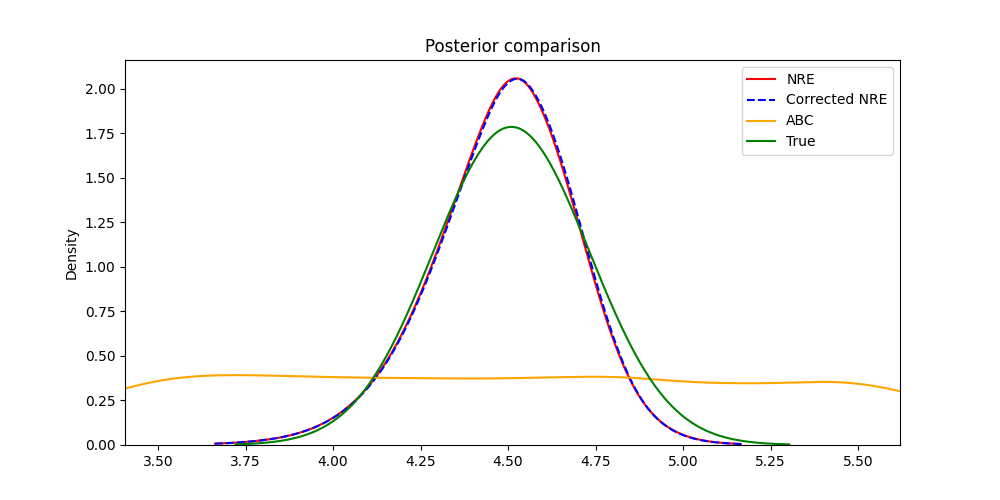 Posterior comparison
NRE
Corrected NRE
ABC
True
Density
2.00
1.75
1.50
1.25
1.00
0.75
0.50
0.25
0.00
3.50 3.75 4.00 4.25 4.50 4.75 5.00 5.25 5.50